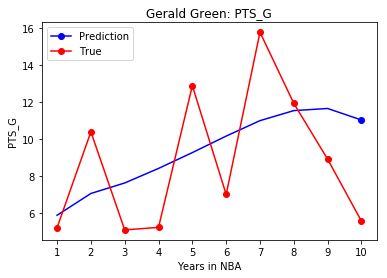 Gerald Green: PTS_G
Prediction
True
PTS_G
16
14
12
10
8
6
1 2 3 4 5 6 7 8 9 10
Years in NBA